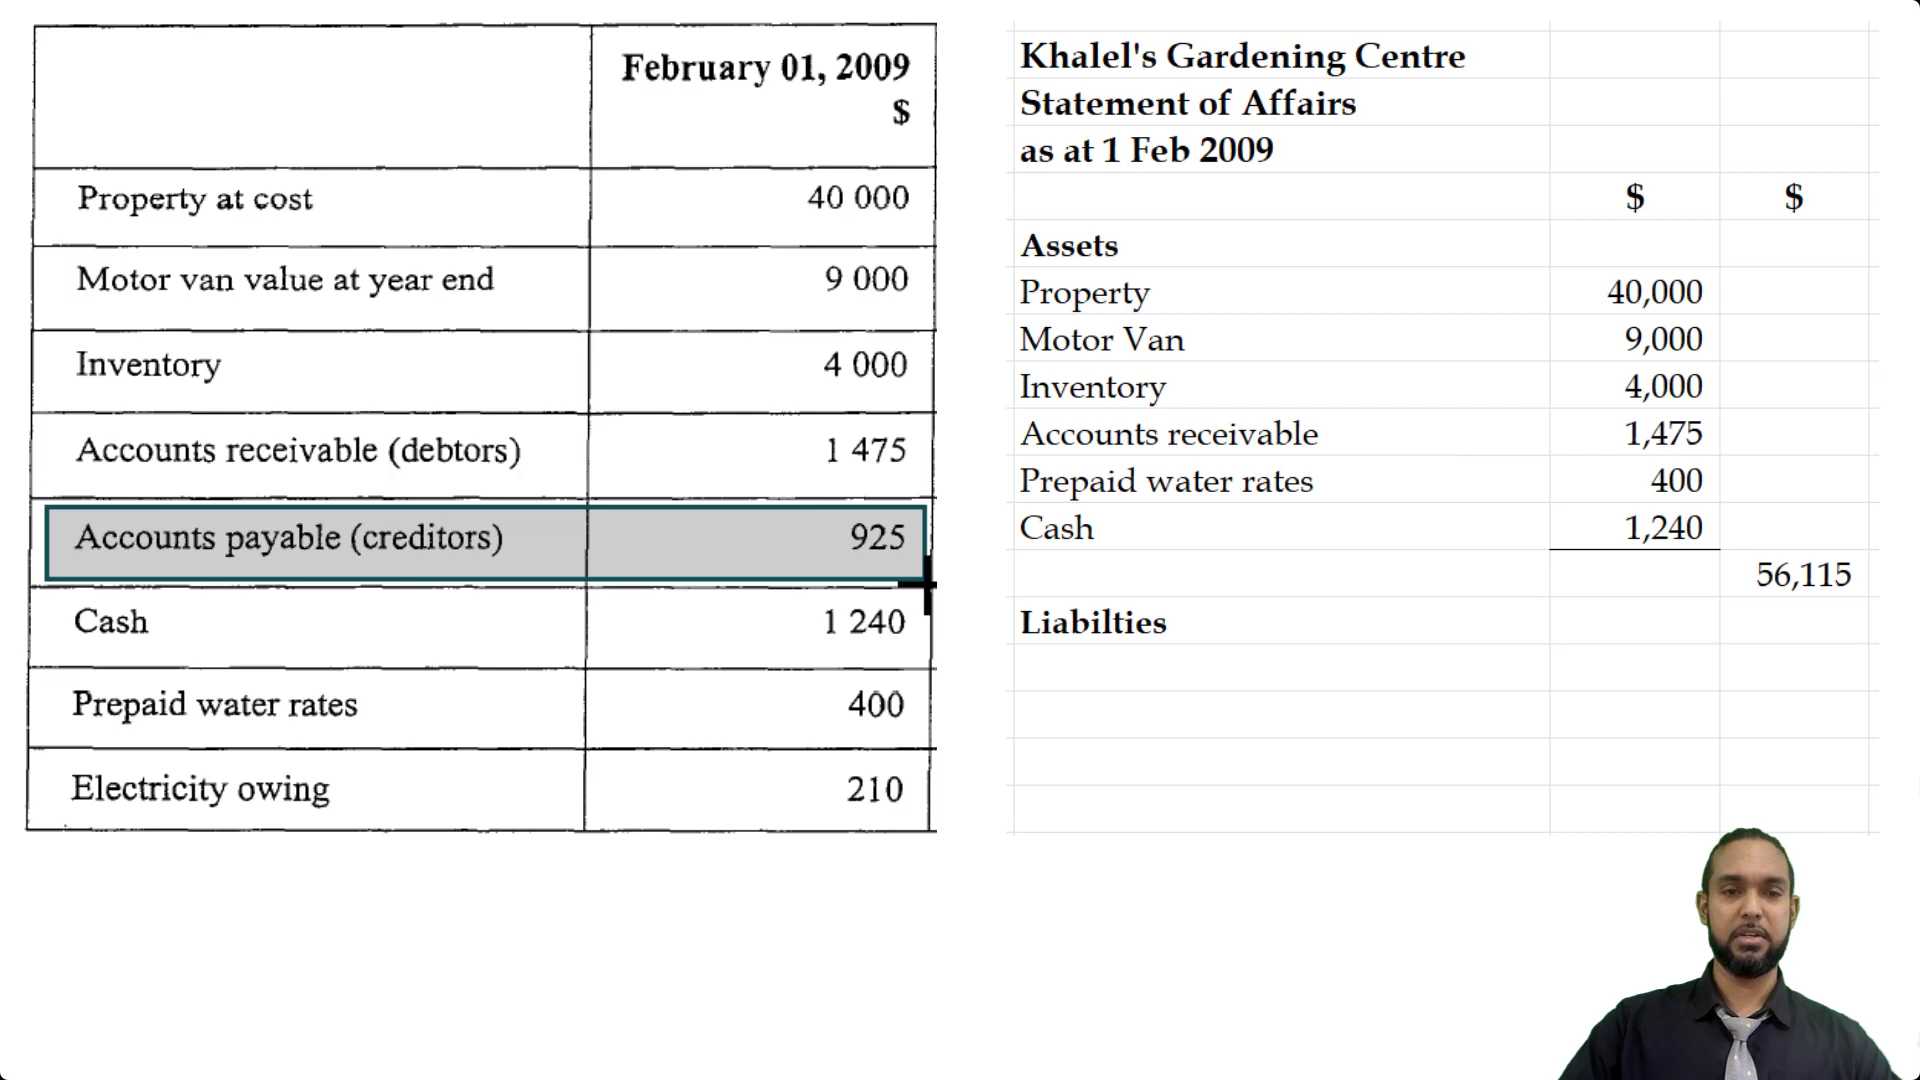 February 01, 2009
$
Property at cost 40 000
Motor van value at year end 9 000
Inventory 4 000
Accounts receivable (debtors) 1 475
Accounts payable (creditors) 925
Cash 1 240
Prepaid water rates 400
Electricity owing 210
Khalel's Gardening Centre
Statement of Affairs
as at 1 Feb 2009
$ $
Assets
Property 40,000
Motor Van 9,000
Inventory 4,000
Accounts receivable 1,475
Prepaid water rates 400
Cash 1,240
56,115
Liabilties